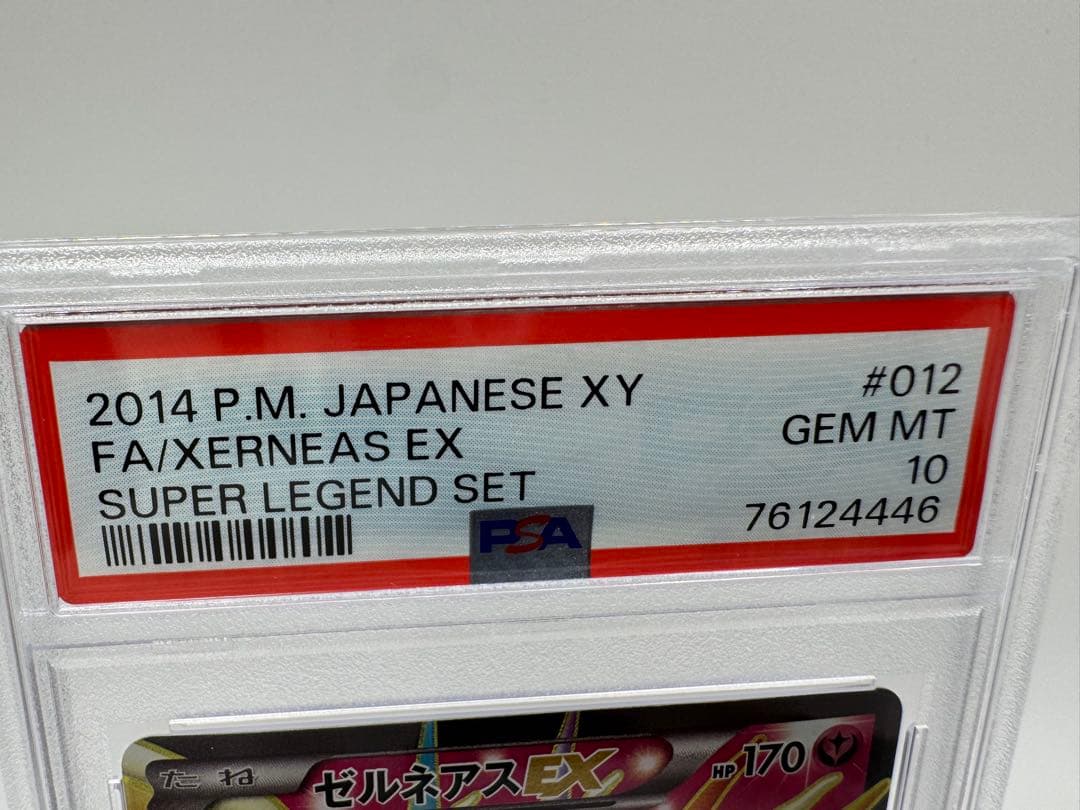 2014 P.M. JAPANESE XY #012
FA/XERNEAS EX GEM MT
SUPER LEGEND SET 10
76124446
PSA
たね ゼルネアスEX HP170